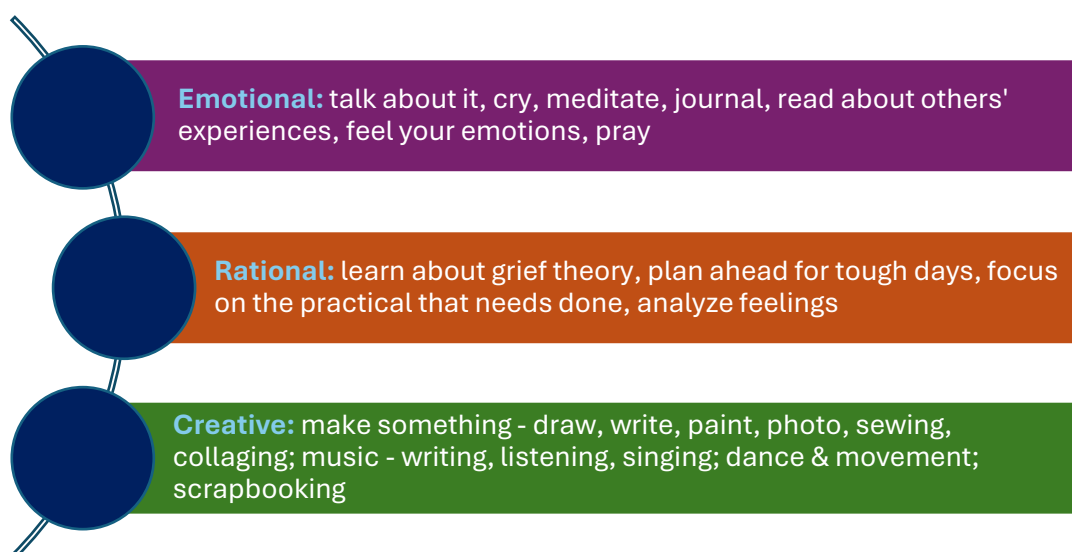 Emotional: talk about it, cry, meditate, journal, read about others'
experiences, feel your emotions, pray
Rational: learn about grief theory, plan ahead for tough days, focus
on the practical that needs done, analyze feelings
Creative: make something - draw, write, paint, photo, sewing,
collaging; music - writing, listening, singing; dance & movement;
scrapbooking